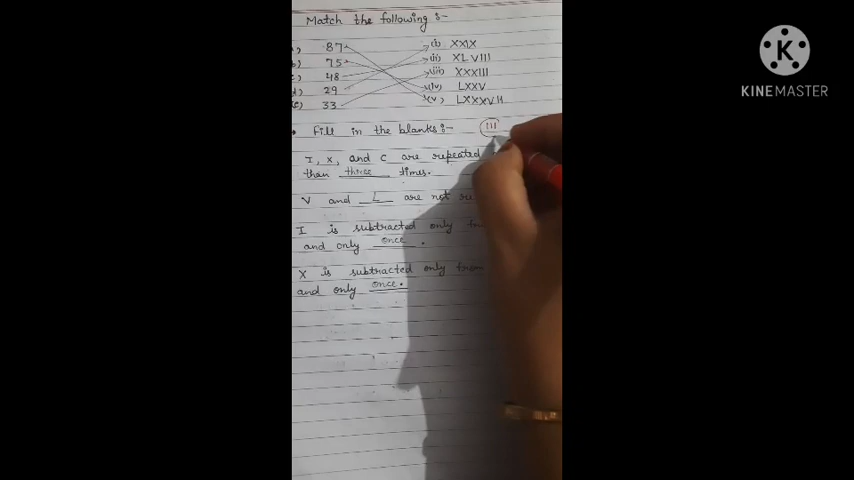 Match the following :-
) 87 (i) XXIX
b) 75 (ii) XLVIII
c) 48 (iii) XXXIII
d) 29 (iv) LXXV
(e) 33 (v) LXXXVII
• Fill in the blanks :- III
I, X, and C are repeated
than three times.
V and L are not
I is subtracted only
and only once.
X is subtracted only from
and only once.
K
KINEMASTER